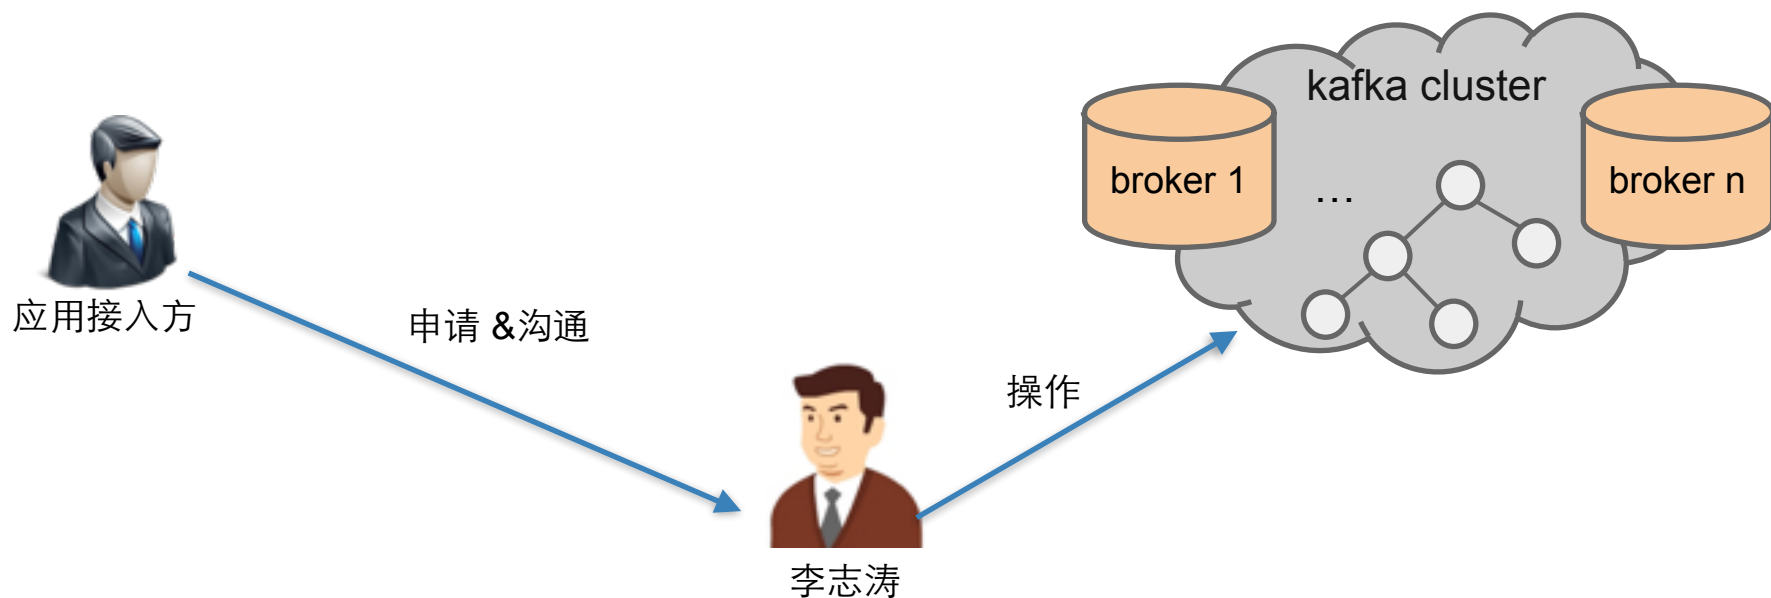 kafka cluster
broker 1
...
broker n
应用接入方
申请 &沟通
操作
李志涛